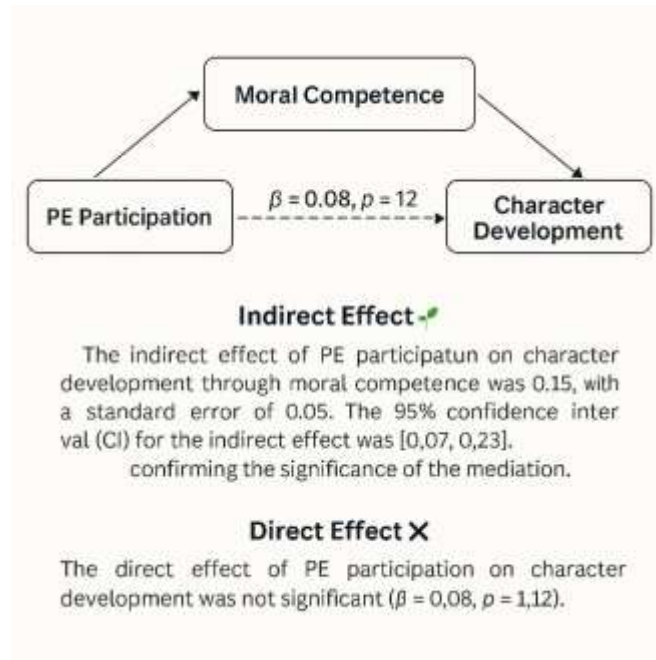 Moral Competence
PE Participation
β = 0.08, p = 12
Character
Development
Indirect Effect
The indirect effect of PE participatun on character
development through moral competence was 0.15, with
a standard error of 0.05. The 95% confidence inter
val (CI) for the indirect effect was [0,07, 0,23].
confirming the significance of the mediation.
Direct Effect
The direct effect of PE participation on character
development was not significant (β = 0,08, p = 1,12).